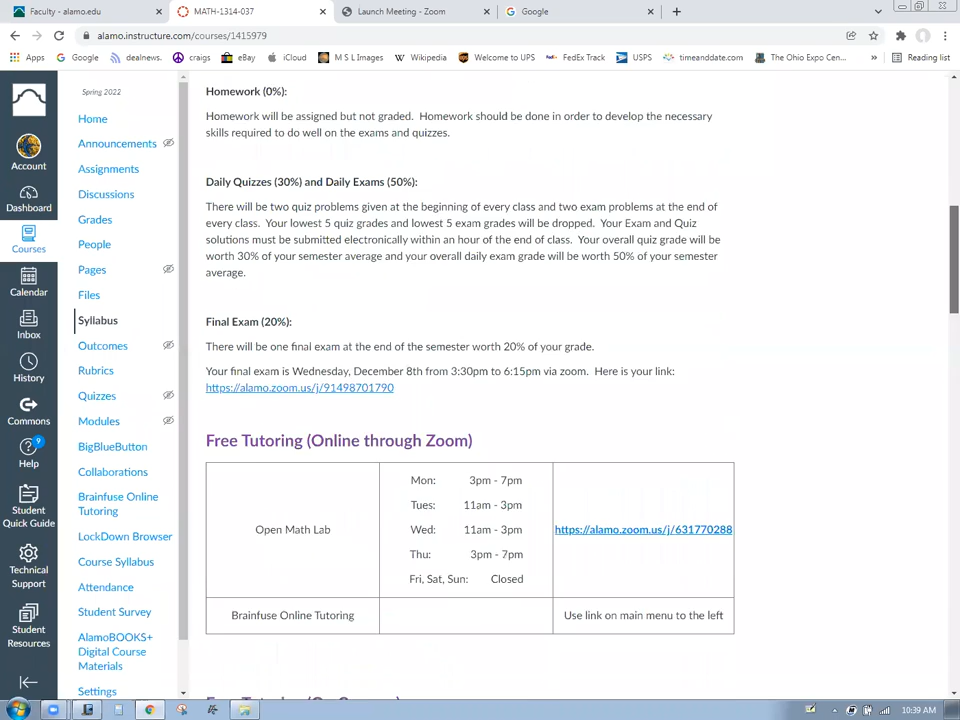 Faculty - alamo.edu
MATH-1314-037
Launch Meeting - Zoom
Google
alamo.instructure.com/courses/1415979
Apps
Google
dealnews.
craigs
eBay
iCloud
M S L Images
Wikipedia
Welcome to UPS
FedEx Track
USPS
timeanddate.com
The Ohio Expo Cen...
»
Reading list
Account
Dashboard
Courses
Calendar
Inbox
History
Commons
9
Help
Student
Quick Guide
Technical
Support
Student
Resources
Spring 2022
Home
Announcements
Assignments
Discussions
Grades
People
Pages
Files
Syllabus
Outcomes
Rubrics
Quizzes
Modules
BigBlueButton
Collaborations
Brainfuse Online
Tutoring
LockDown Browser
Course Syllabus
Attendance
Student Survey
AlamoBOOKS+
Digital Course
Materials
Settings
Homework (0%):
Homework will be assigned but not graded. Homework should be done in order to develop the necessary
skills required to do well on the exams and quizzes.
Daily Quizzes (30%) and Daily Exams (50%):
There will be two quiz problems given at the beginning of every class and two exam problems at the end of
every class. Your lowest 5 quiz grades and lowest 5 exam grades will be dropped. Your Exam and Quiz
solutions must be submitted electronically within an hour of the end of class. Your overall quiz grade will be
worth 30% of your semester average and your overall daily exam grade will be worth 50% of your semester
average.
Final Exam (20%):
There will be one final exam at the end of the semester worth 20% of your grade.
Your final exam is Wednesday, December 8th from 3:30pm to 6:15pm via zoom. Here is your link:
https://alamo.zoom.us/j/91498701790
Free Tutoring (Online through Zoom)
Open Math Lab
Mon: 3pm - 7pm
Tues: 11am - 3pm
Wed: 11am - 3pm
Thu: 3pm - 7pm
Fri, Sat, Sun: Closed
https://alamo.zoom.us/j/631770288
Brainfuse Online Tutoring
Use link on main menu to the left
Free Tutoring (On Campus)
10:39 AM